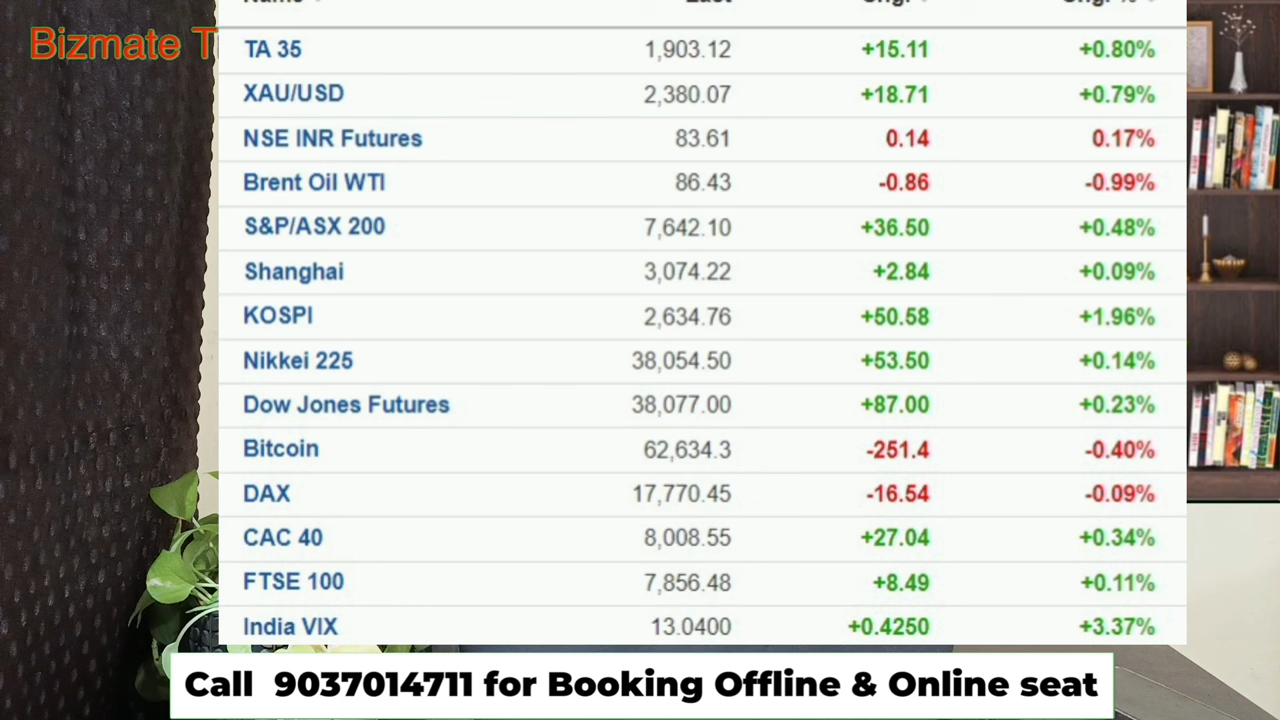 Bizmate T
Name Last Chg. Chg. %
TA 35 1,903.12 +15.11 +0.80%
XAU/USD 2,380.07 +18.71 +0.79%
NSE INR Futures 83.61 0.14 0.17%
Brent Oil WTI 86.43 -0.86 -0.99%
S&P/ASX 200 7,642.10 +36.50 +0.48%
Shanghai 3,074.22 +2.84 +0.09%
KOSPI 2,634.76 +50.58 +1.96%
Nikkei 225 38,054.50 +53.50 +0.14%
Dow Jones Futures 38,077.00 +87.00 +0.23%
Bitcoin 62,634.3 -251.4 -0.40%
DAX 17,770.45 -16.54 -0.09%
CAC 40 8,008.55 +27.04 +0.34%
FTSE 100 7,856.48 +8.49 +0.11%
India VIX 13.0400 +0.4250 +3.37%
Call 9037014711 for Booking Offline & Online seat